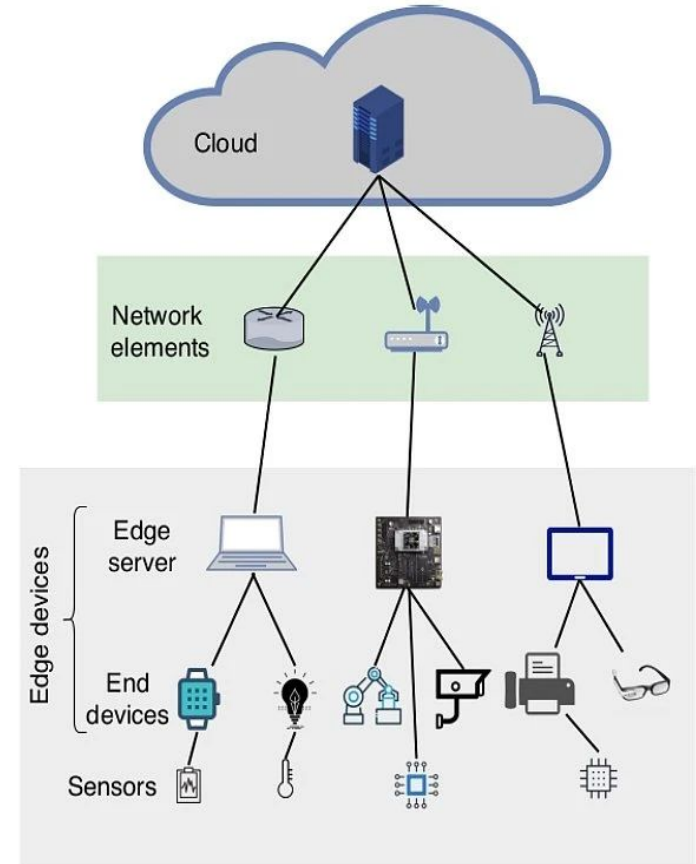 Cloud
Network
elements
Edge
server
Edge devices
End
devices
Sensors